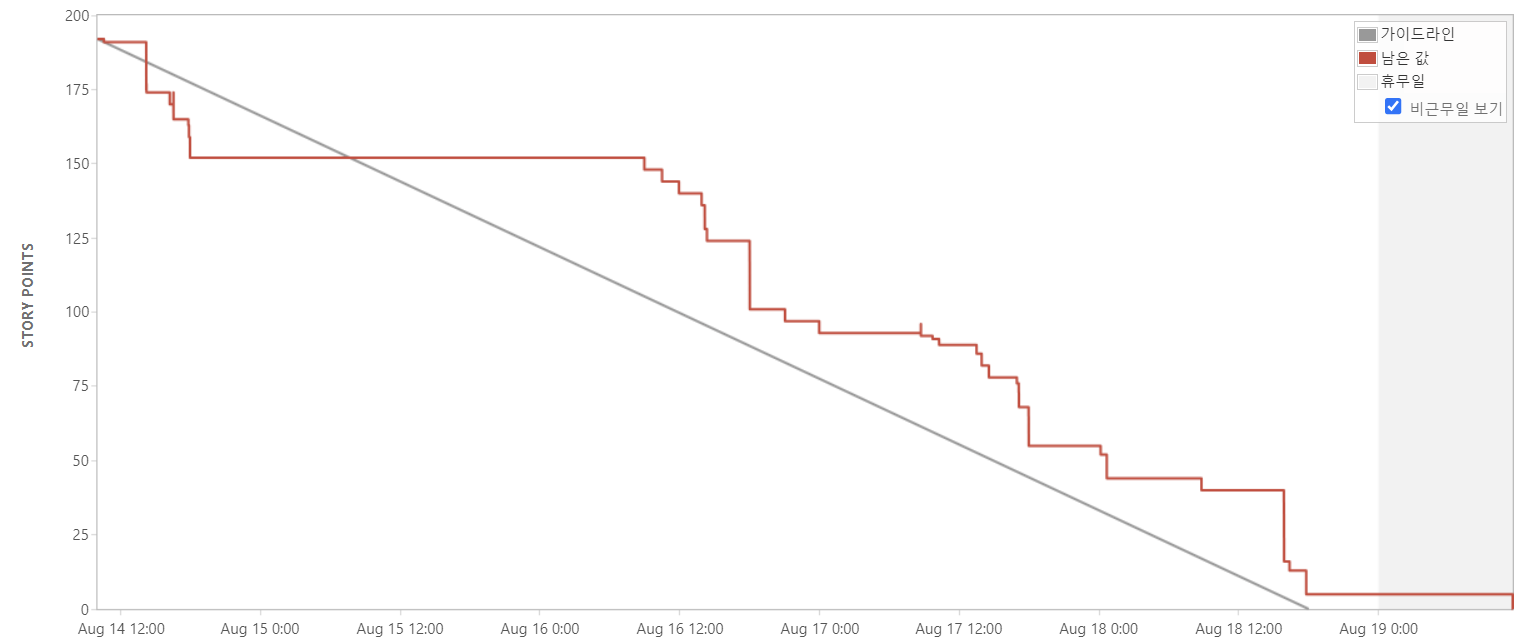 200
175
150
125
100
75
50
25
0
STORY POINTS
가이드라인
남은 값
휴무일
비근무일 보기
Aug 14 12:00
Aug 15 0:00
Aug 15 12:00
Aug 16 0:00
Aug 16 12:00
Aug 17 0:00
Aug 17 12:00
Aug 18 0:00
Aug 18 12:00
Aug 19 0:00